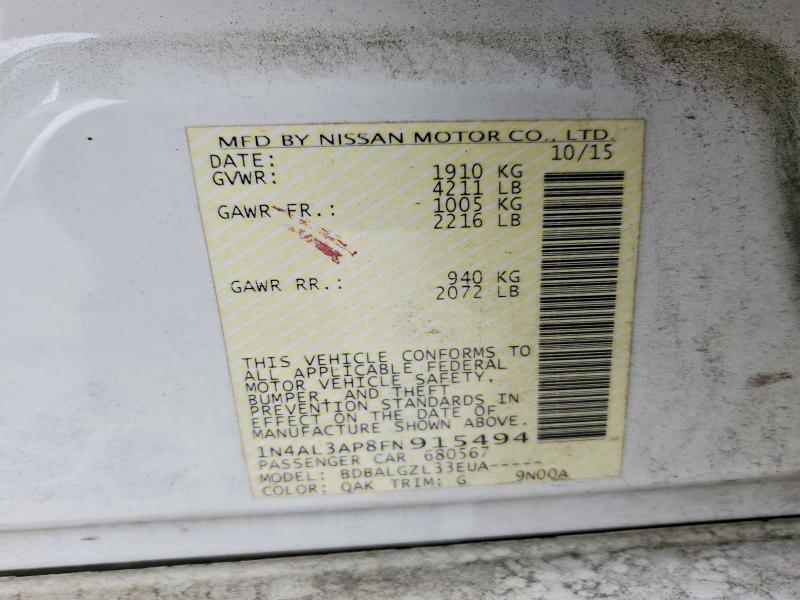 MFD BY NISSAN MOTOR CO., LTD.
DATE: 10/15
GVWR: 1910 KG
4211 LB
GAWR FR.: 1005 KG
2216 LB
GAWR RR.: 940 KG
2072 LB
THIS VEHICLE CONFORMS TO
ALL APPLICABLE FEDERAL
MOTOR VEHICLE SAFETY,
BUMPER, AND THEFT
PREVENTION STANDARDS IN
EFFECT ON THE DATE OF
MANUFACTURE SHOWN ABOVE.
1N4AL3AP8FN915494
PASSENGER CAR 680567
MODEL: BDBALGZL33EUA-----
COLOR: QAK TRIM: G 9N0QA